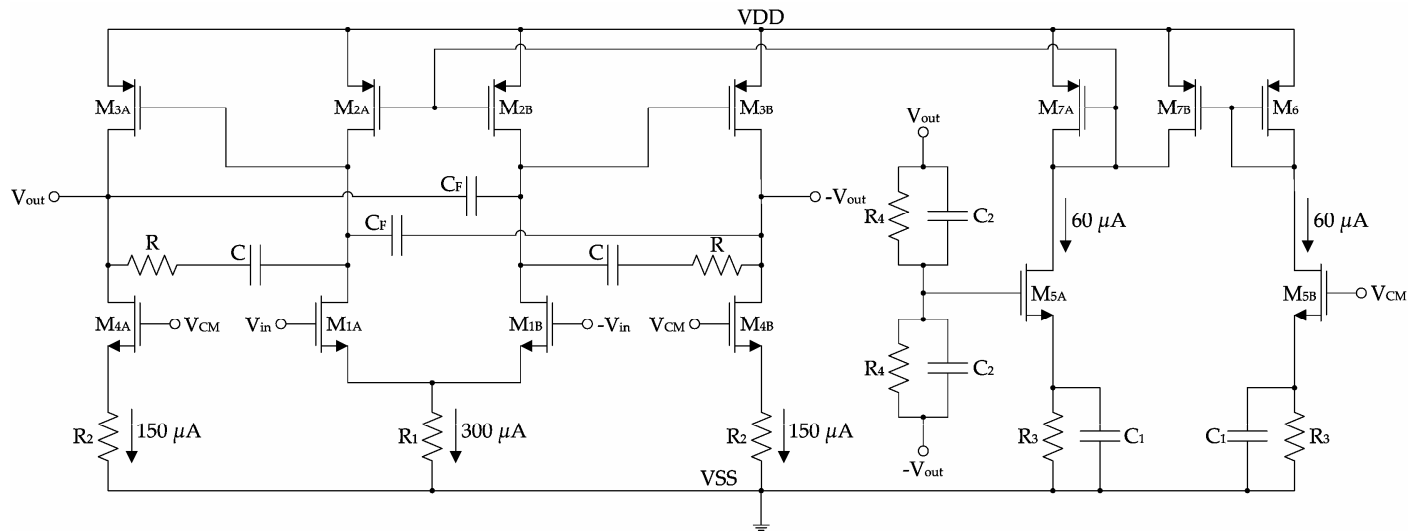 VDD
M3A M2A M2B M3B M7A M7B M6
Vout
Vout CF -Vout
R4 C2
CF 60 µA 60 µA
R C C R
M5A M5B VCM
M4A VCM Vin M1A M1B -Vin VCM M4B
R4 C2
R2 150 µA R1 300 µA R2 150 µA R3 C1 C1 R3
-Vout
VSS